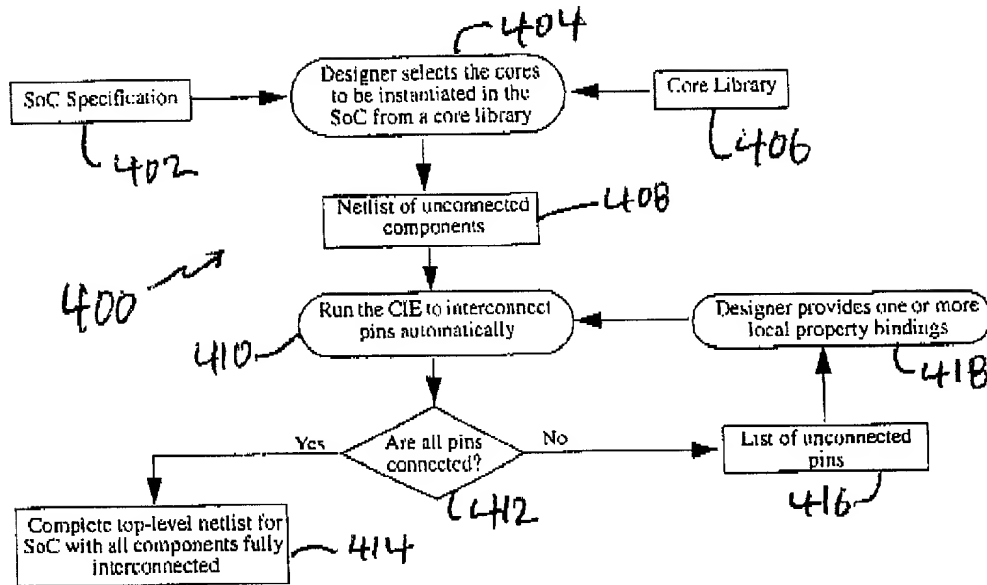 404
Designer selects the cores
to be instantiated in the
SoC from a core library
SoC Specification
402
Core Library
406
Netlist of unconnected
components
408
400
Run the CIE to interconnect
pins automatically
410
Designer provides one or more
local property bindings
418
Are all pins
connected?
412
Yes
No
List of unconnected
pins
416
Complete top-level netlist for
SoC with all components fully
interconnected
414